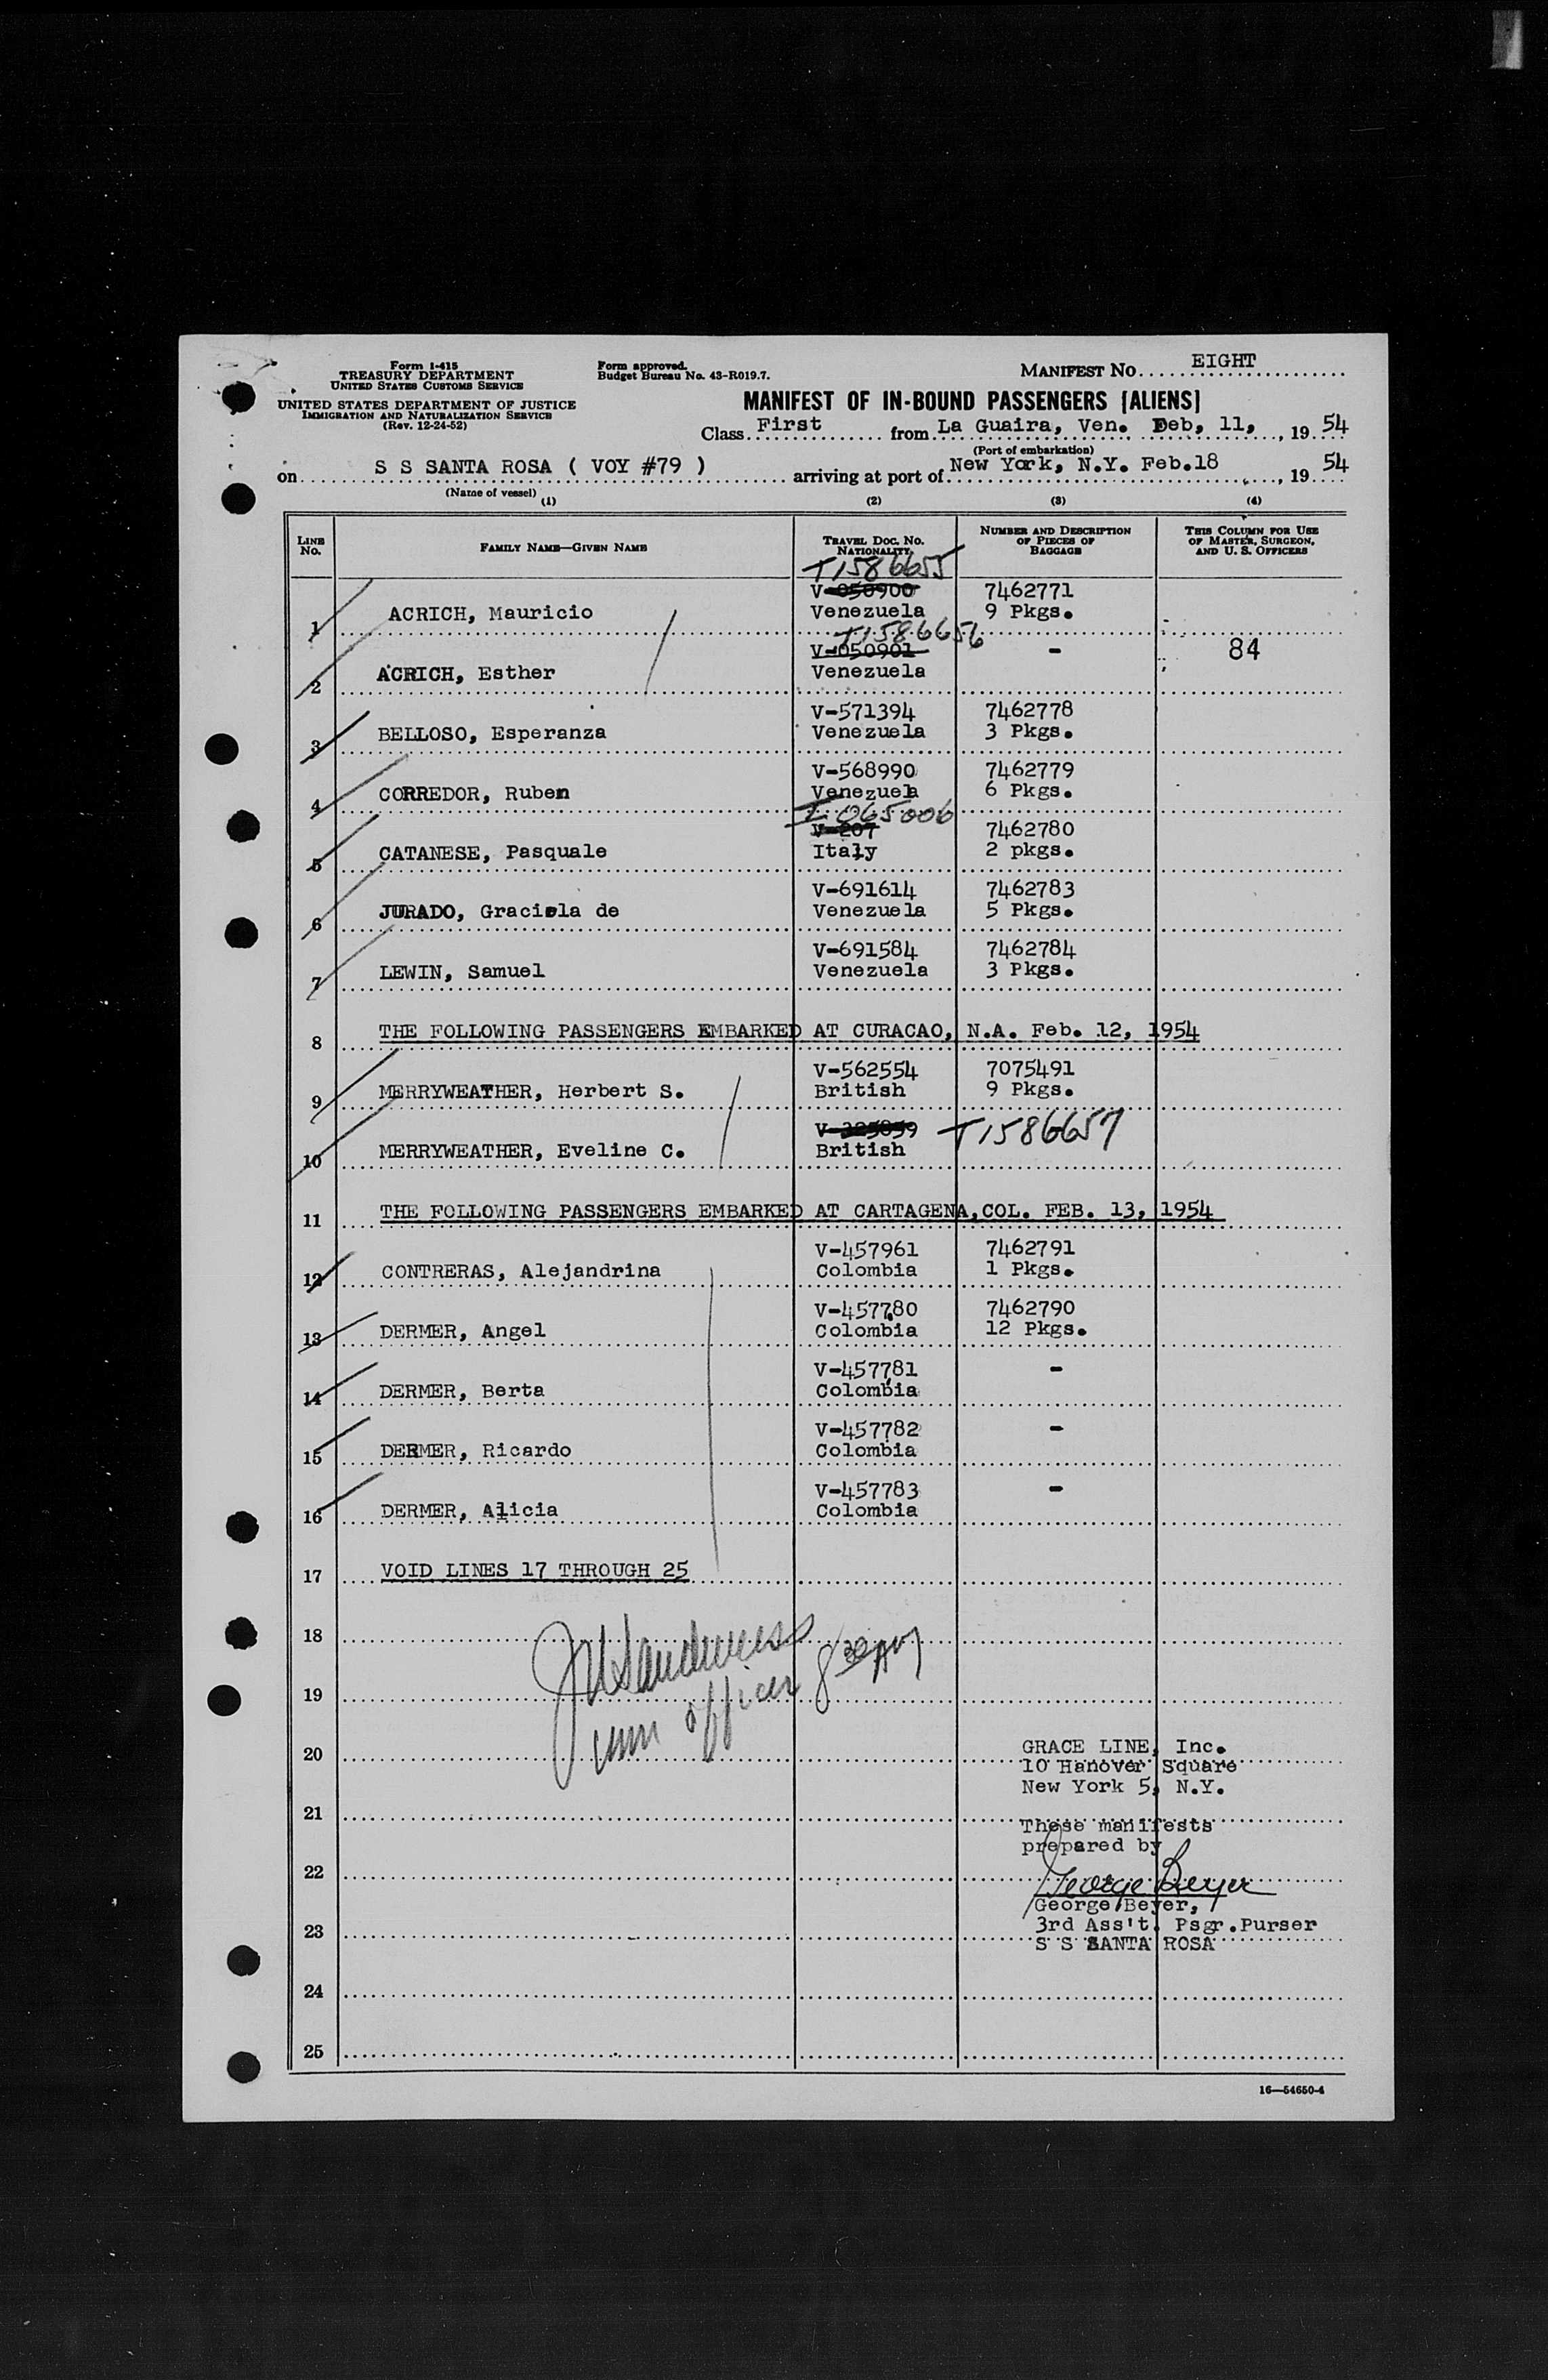 Form I-415
TREASURY DEPARTMENT
UNITED STATES CUSTOMS SERVICE
UNITED STATES DEPARTMENT OF JUSTICE
IMMIGRATION AND NATURALIZATION SERVICE
(Rev. 12-24-52)
Form approved.
Budget Bureau No. 43-R019.7.
MANIFEST NO. EIGHT
MANIFEST OF IN-BOUND PASSENGERS [ALIENS]
Class First from La Guaira, Ven. Feb, 11, , 19 54
(Port of embarkation)
on S S SANTA ROSA ( VOY #79 ) arriving at port of New York, N.Y. Feb.18 , 19 54
(Name of vessel)
(1) (2) (3) (4)
LINE NO. FAMILY NAME—GIVEN NAME TRAVEL DOC. NO. NATIONALITY NUMBER AND DESCRIPTION OF PIECES OF BAGGAGE THIS COLUMN FOR USE OF MASTER, SURGEON, AND U. S. OFFICERS
T1586655
V-050900 7462771
1 ACRICH, Mauricio Venezuela 9 Pkgs.
T1586656
V-050901 - 84
2 ACRICH, Esther Venezuela
V-571394 7462778
3 BELLOSO, Esperanza Venezuela 3 Pkgs.
V-568990 7462779
4 CORREDOR, Ruben Venezuela 6 Pkgs.
I-065006
V-207 7462780
5 CATANESE, Pasquale Italy 2 pkgs.
V-691614 7462783
6 JURADO, Graciela de Venezuela 5 Pkgs.
V-691584 7462784
7 LEWIN, Samuel Venezuela 3 Pkgs.
8 THE FOLLOWING PASSENGERS EMBARKED AT CURACAO, N.A. Feb. 12, 1954
V-562554 7075491
9 MERRYWEATHER, Herbert S. British 9 Pkgs.
V-325859 T1586657
10 MERRYWEATHER, Eveline C. British
11 THE FOLLOWING PASSENGERS EMBARKED AT CARTAGENA,COL. FEB. 13, 1954
V-457961 7462791
12 CONTRERAS, Alejandrina Colombia 1 Pkgs.
V-457780 7462790
13 DERMER, Angel Colombia 12 Pkgs.
V-457781 -
14 DERMER, Berta Colombia
V-457782 -
15 DERMER, Ricardo Colombia
V-457783 -
16 DERMER, Alicia Colombia
17 VOID LINES 17 THROUGH 25
18
8 30 AM
19
officer
20
GRACE LINE, Inc.
10 Hanover Square
New York 5, N.Y.
21
These manifests
prepared by
22
George Beyer
George Beyer,
3rd Ass't. Psgr.Purser
23
S S SANTA ROSA
24
25
16—54650-4